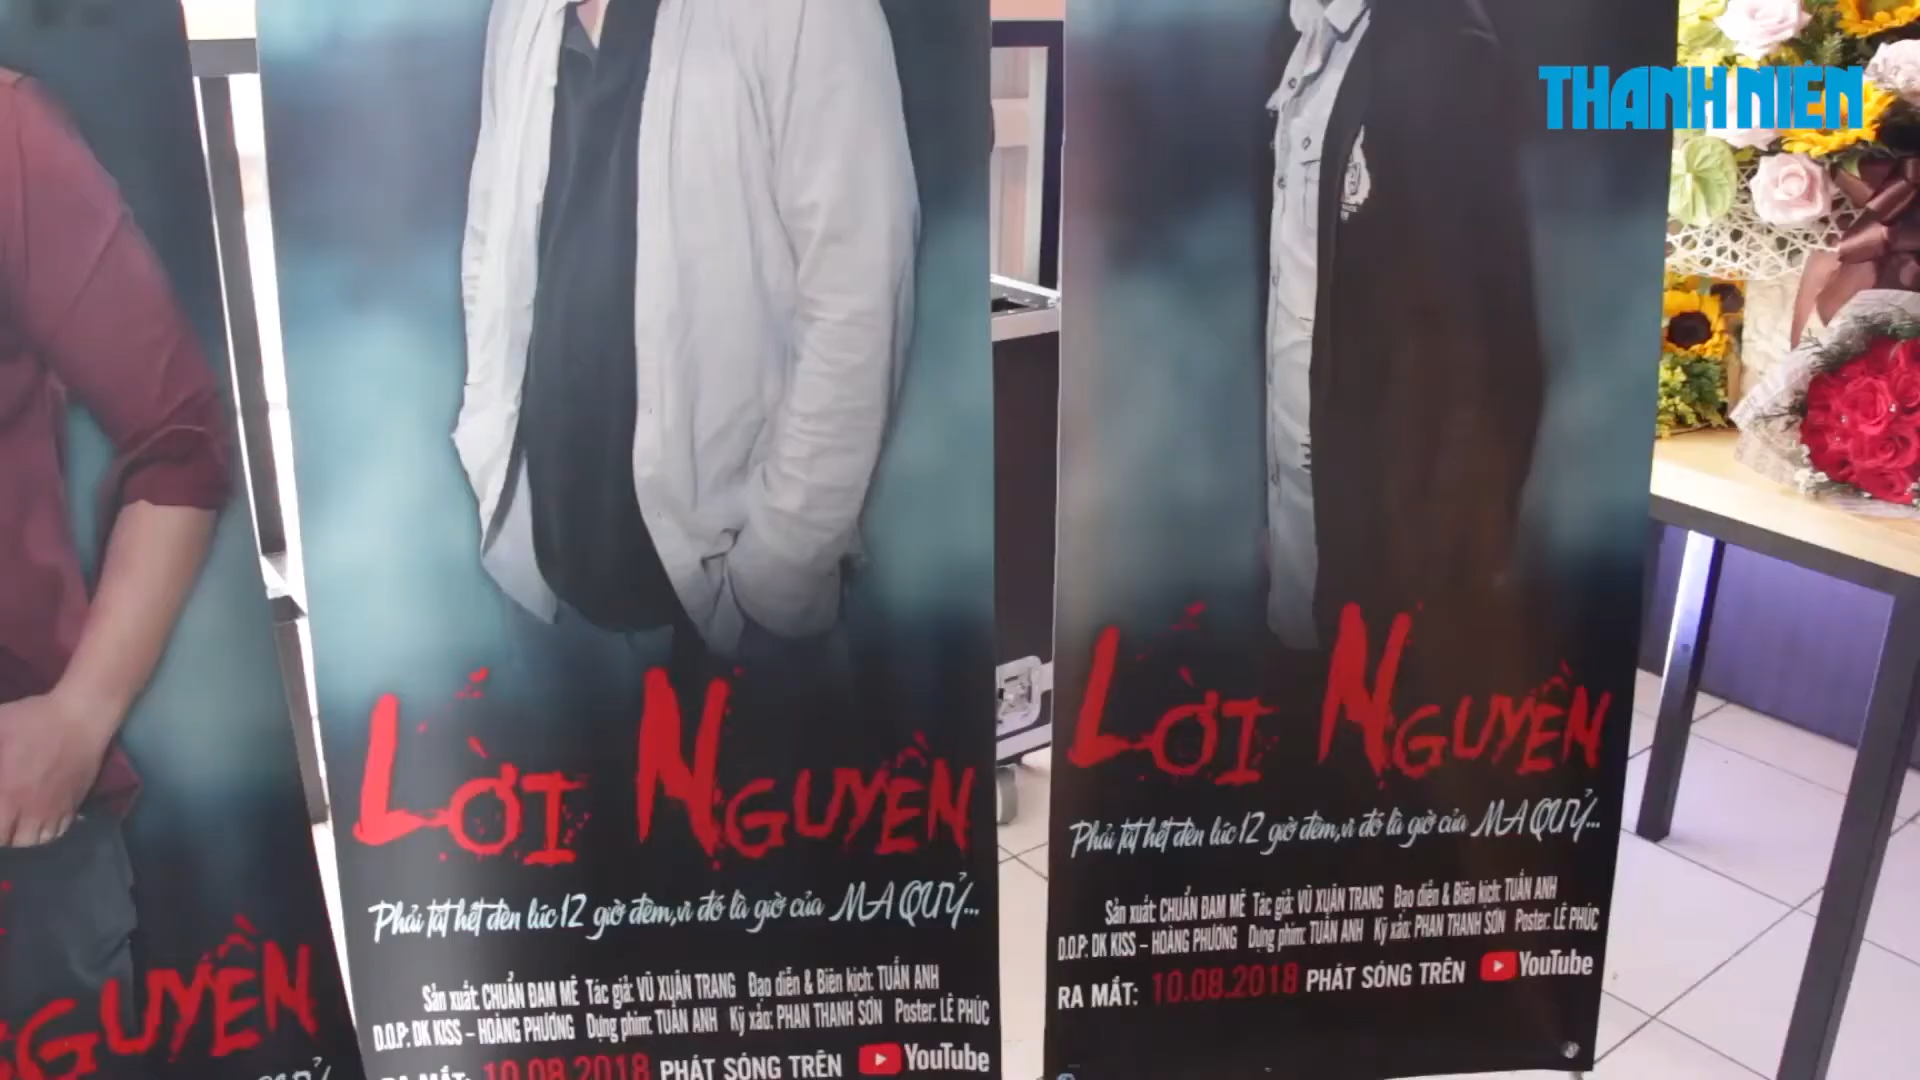 THANH NIÊN
LỜI NGUYỀN
Phải tắt hết đèn lúc 12 giờ đêm, vì đó là giờ của MA QUỶ...
Sản xuất: CHUẨN ĐAM MÊ Tác giả: VŨ XUÂN TRANG Đạo diễn & Biên kịch: TUẤN ANH
D.O.P: DK KISS – HOÀNG PHƯƠNG Dựng phim: TUẤN ANH Kỹ xảo: PHAN THANH SƠN Poster: LÊ PHÚC
RA MẮT: 10.08.2018 PHÁT SÓNG TRÊN YouTube
LỜI NGUYỀN
Phải tắt hết đèn lúc 12 giờ đêm, vì đó là giờ của MA QUỶ...
Sản xuất: CHUẨN ĐAM MÊ Tác giả: VŨ XUÂN TRANG Đạo diễn & Biên kịch: TUẤN ANH
D.O.P: DK KISS – HOÀNG PHƯƠNG Dựng phim: TUẤN ANH Kỹ xảo: PHAN THANH SƠN Poster: LÊ PHÚC
RA MẮT: 10.08.2018 PHÁT SÓNG TRÊN YouTube
GUYỀN